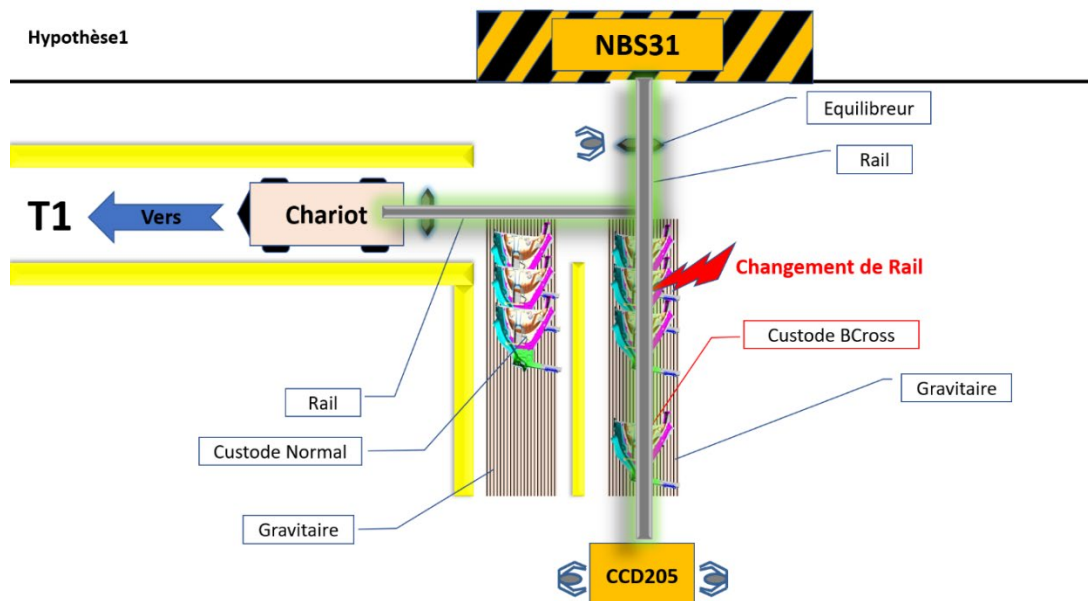 Hypothèse1
NBS31
Equilibreur
Rail
T1
Vers
Chariot
Changement de Rail
Custode BCross
Gravitaire
Rail
Custode Normal
Gravitaire
CCD205